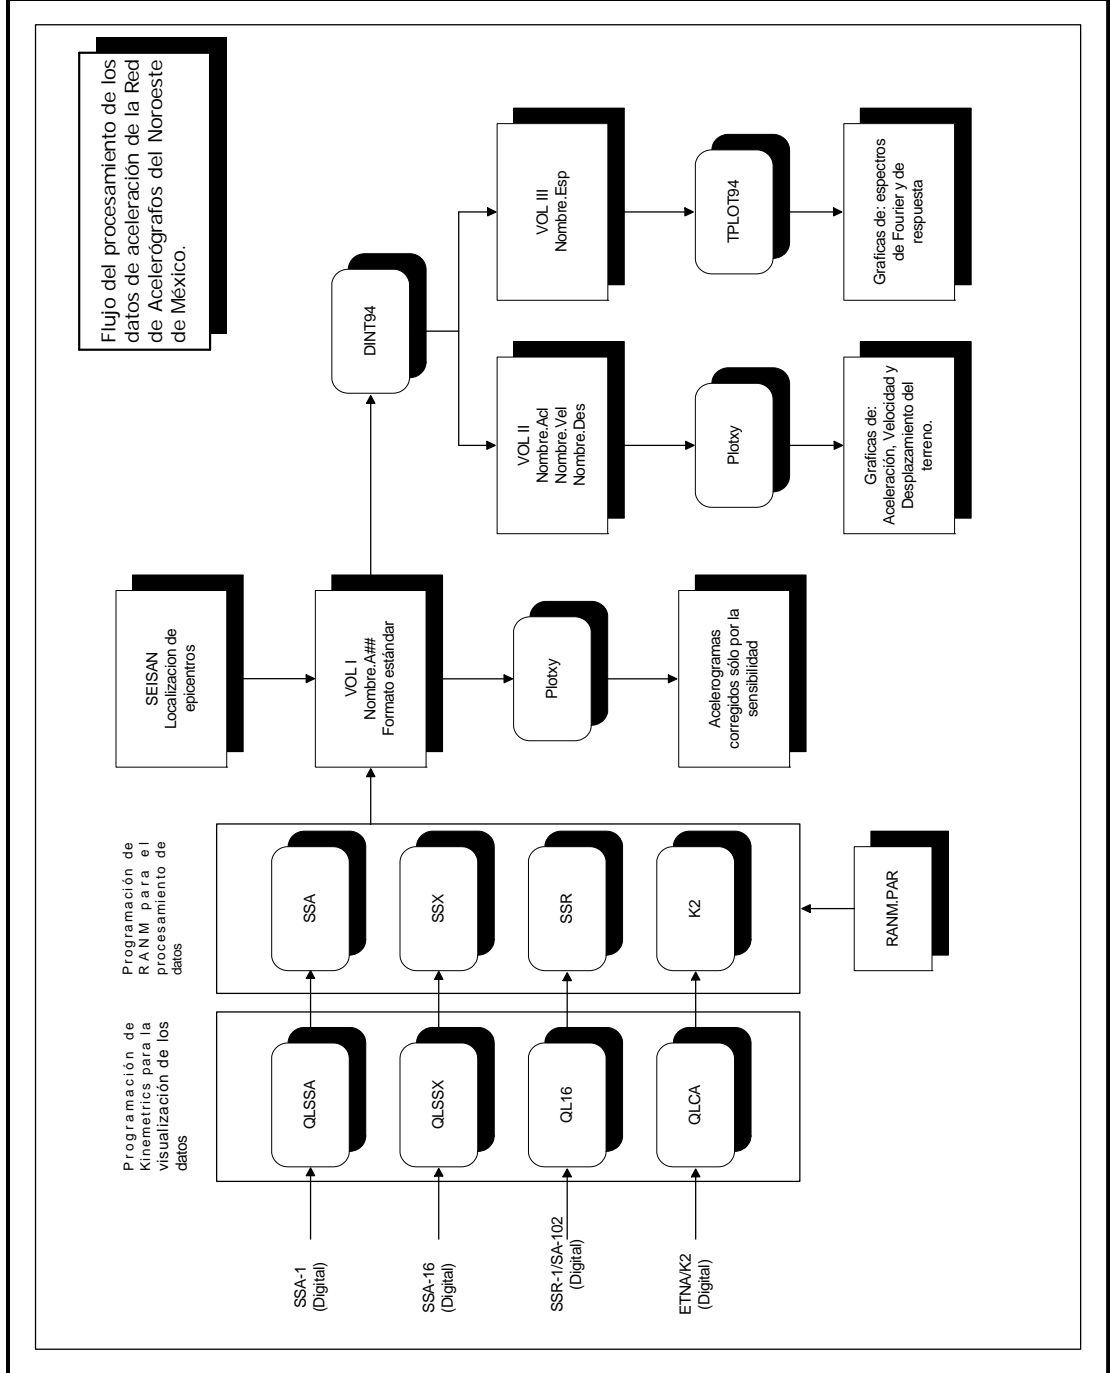 Flujo del procesamiento de los
datos de aceleración de la Red
de Acelerógrafos del Noroeste
de México.
Programación de
Kinemetrics para la
visualización de los
datos
Programación de
RANM para el
procesamiento de
datos
SSA-1
(Digital)
QLSSA
SSA
SSA-16
(Digital)
QLSSX
SSX
SSR-1/SA-102
(Digital)
QL16
SSR
ETNA/K2
(Digital)
QLCA
K2
RANM.PAR
SEISAN
Localizacion de
epicentros
VOL I
Nombre.A##
Formato estándar
Plotxy
Acelerogramas
corregidos sólo por la
sensibilidad
DINT94
VOL II
Nombre.Acl
Nombre.Vel
Nombre.Des
Plotxy
Graficas de:
Aceleración, Velocidad y
Desplazamiento del
terreno.
VOL III
Nombre.Esp
TPLOT94
Graficas de: espectros
de Fourier y de
respuesta